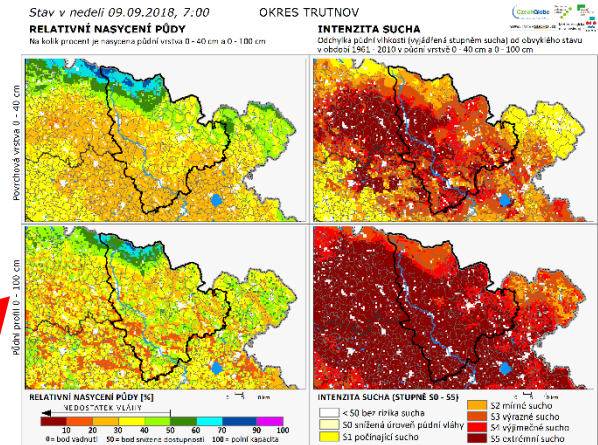 Stav v nedeli 09.09.2018, 7:00
OKRES TRUTNOV
CzechGlobe
RELATIVNÍ NASYCENÍ PŮDY
Na kolik procent je nasycena půdní vrstva 0 - 40 cm a 0 - 100 cm
INTENZITA SUCHA
Odchylka půdní vlhkosti (vyjádřená stupněm sucha) od obvyklého stavu
v období 1961 - 2010 v půdní vrstvě 0 - 40 cm a 0 - 100 cm
Povrchová vrstva 0 - 40 cm
Půdní profil 0 - 100 cm
RELATIVNÍ NASYCENÍ PŮDY [%]
NEDOSTATEK VLÁHY
10 20 30 40 50 60 70 80 90 100
0 = bod vadnutí 50 = bod snížené dostupnosti 100 = polní kapacita
INTENZITA SUCHA (STUPNĚ S0 - S5)
< S0 bez rizika sucha
S0 snížená úroveň půdní vláhy
S1 počínající sucho
S2 mírné sucho
S3 výrazné sucho
S4 výjimečné sucho
S5 extrémní sucho